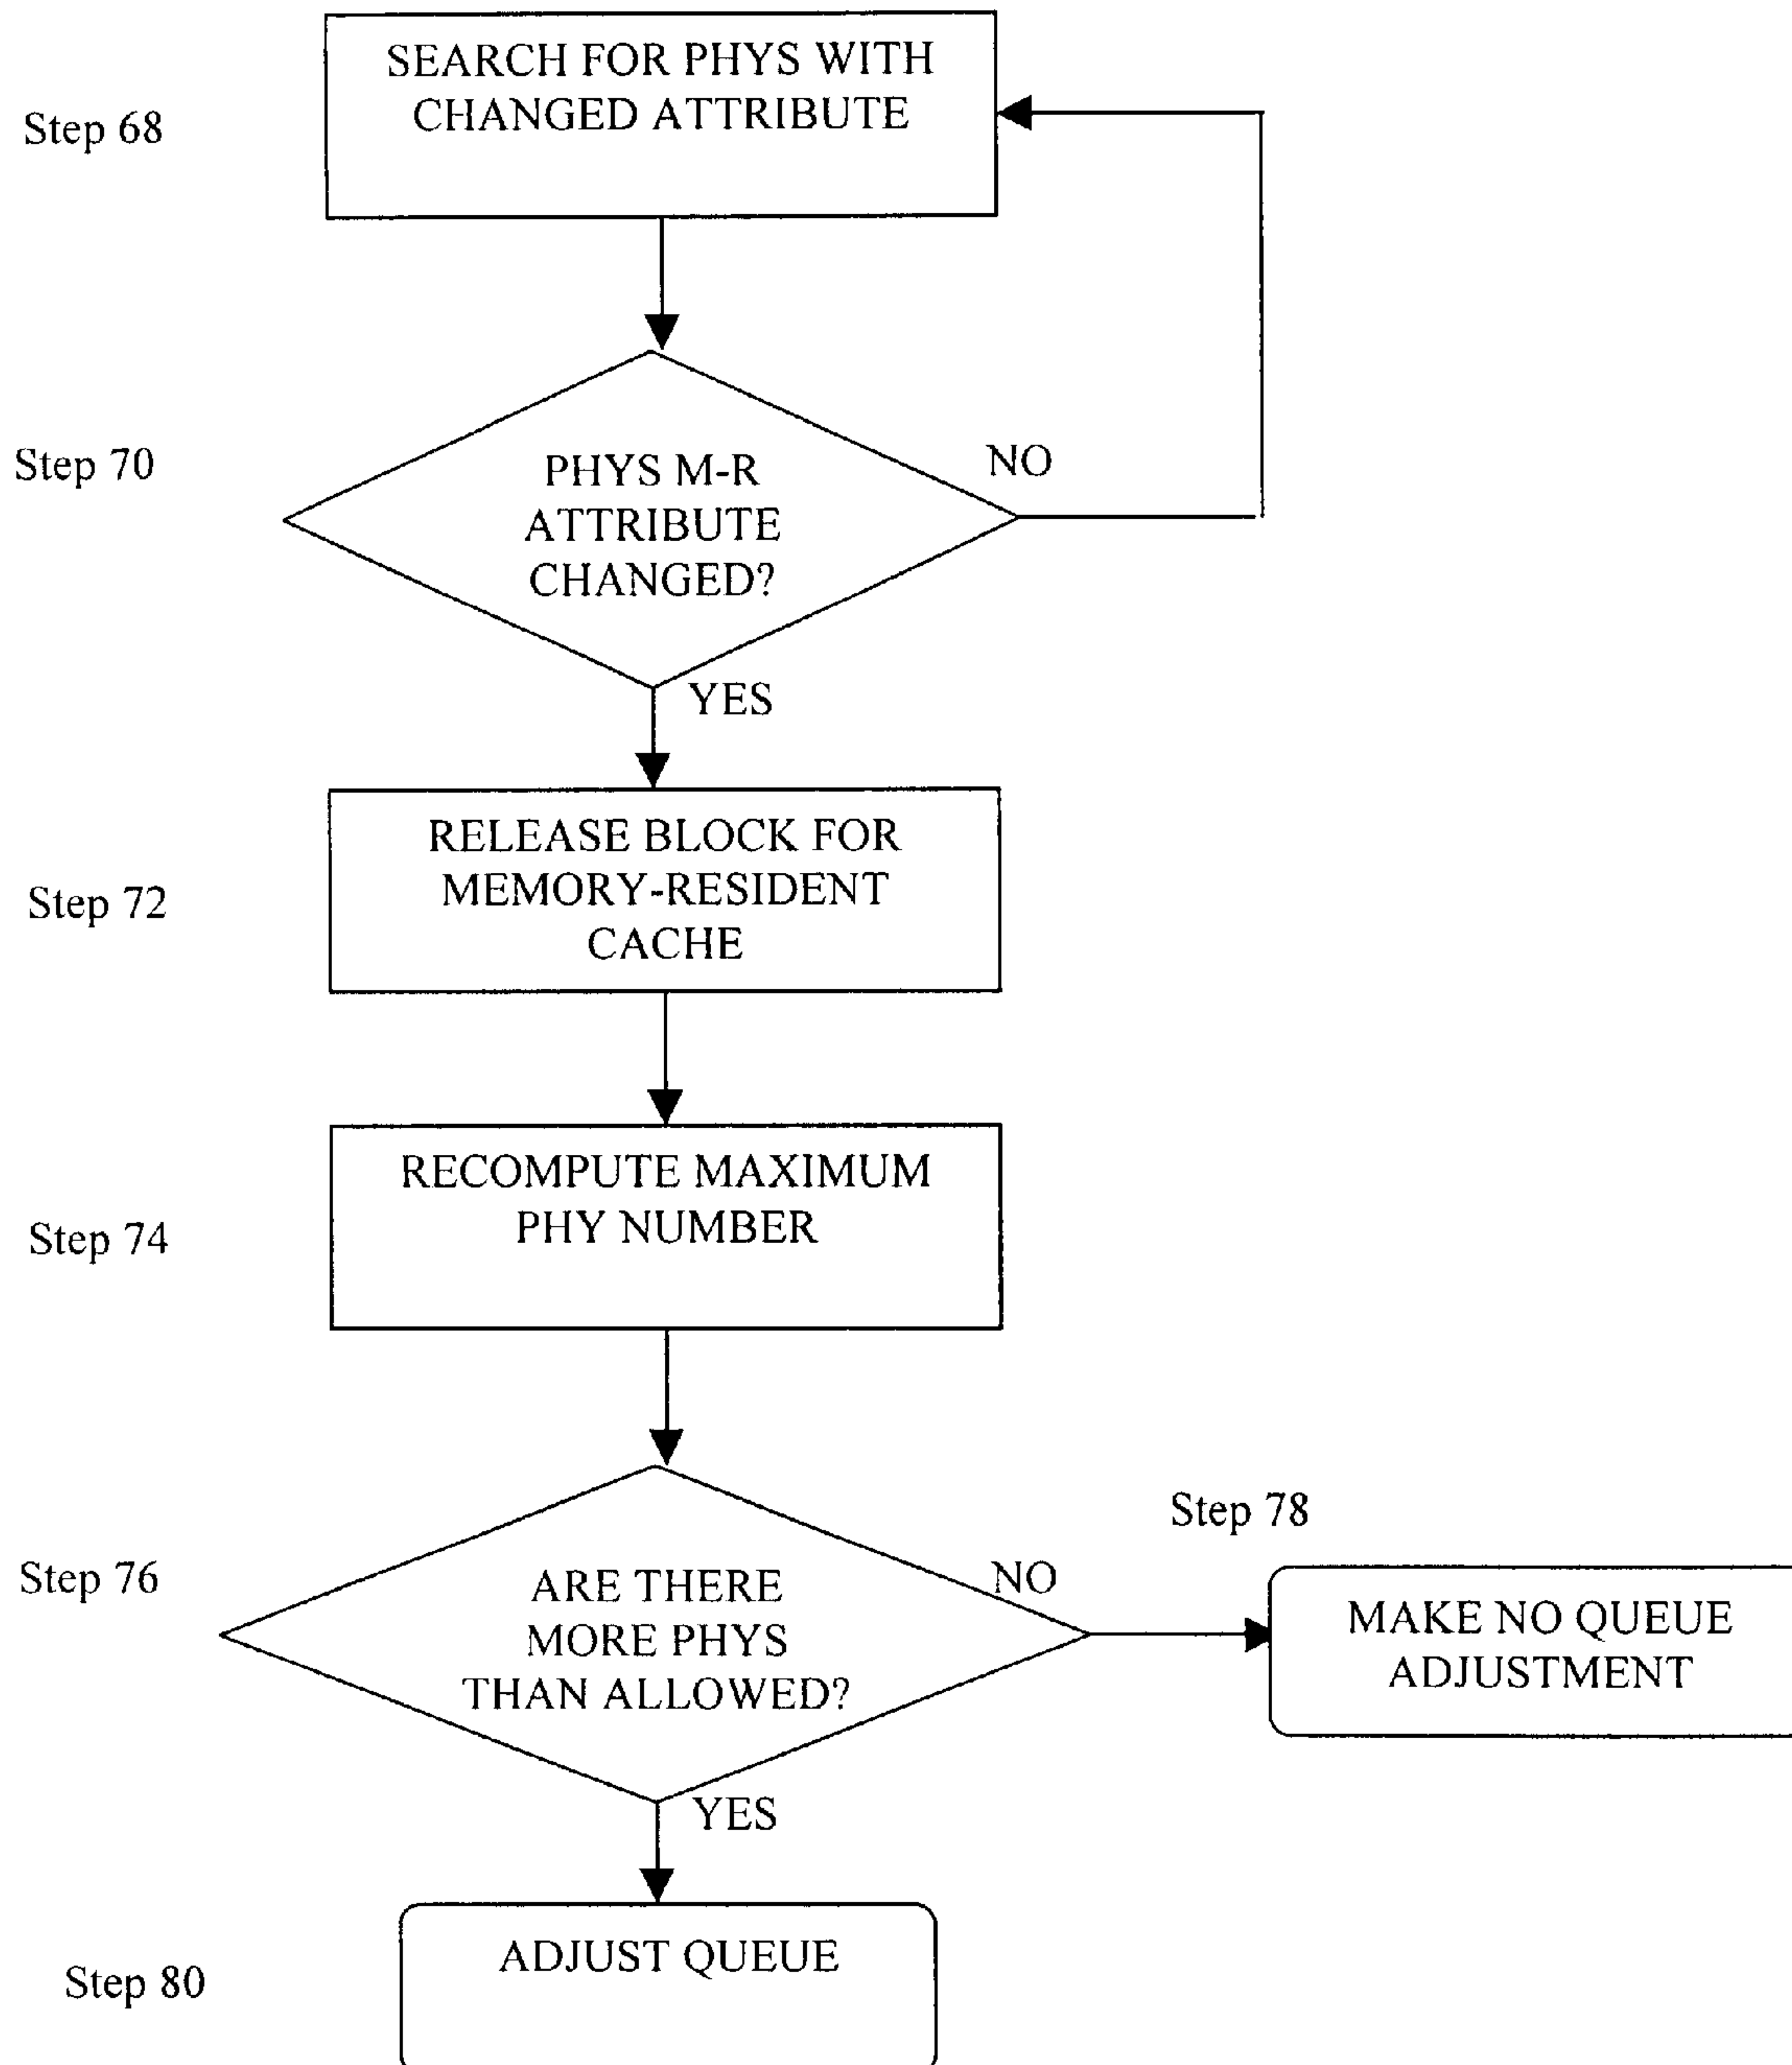 SEARCH FOR PHYS WITH
CHANGED ATTRIBUTE
Step 68
Step 70
PHYS M-R
ATTRIBUTE
CHANGED?
NO
YES
Step 72
RELEASE BLOCK FOR
MEMORY-RESIDENT
CACHE
Step 74
RECOMPUTE MAXIMUM
PHY NUMBER
Step 76
ARE THERE
MORE PHYS
THAN ALLOWED?
NO
Step 78
MAKE NO QUEUE
ADJUSTMENT
YES
Step 80
ADJUST QUEUE